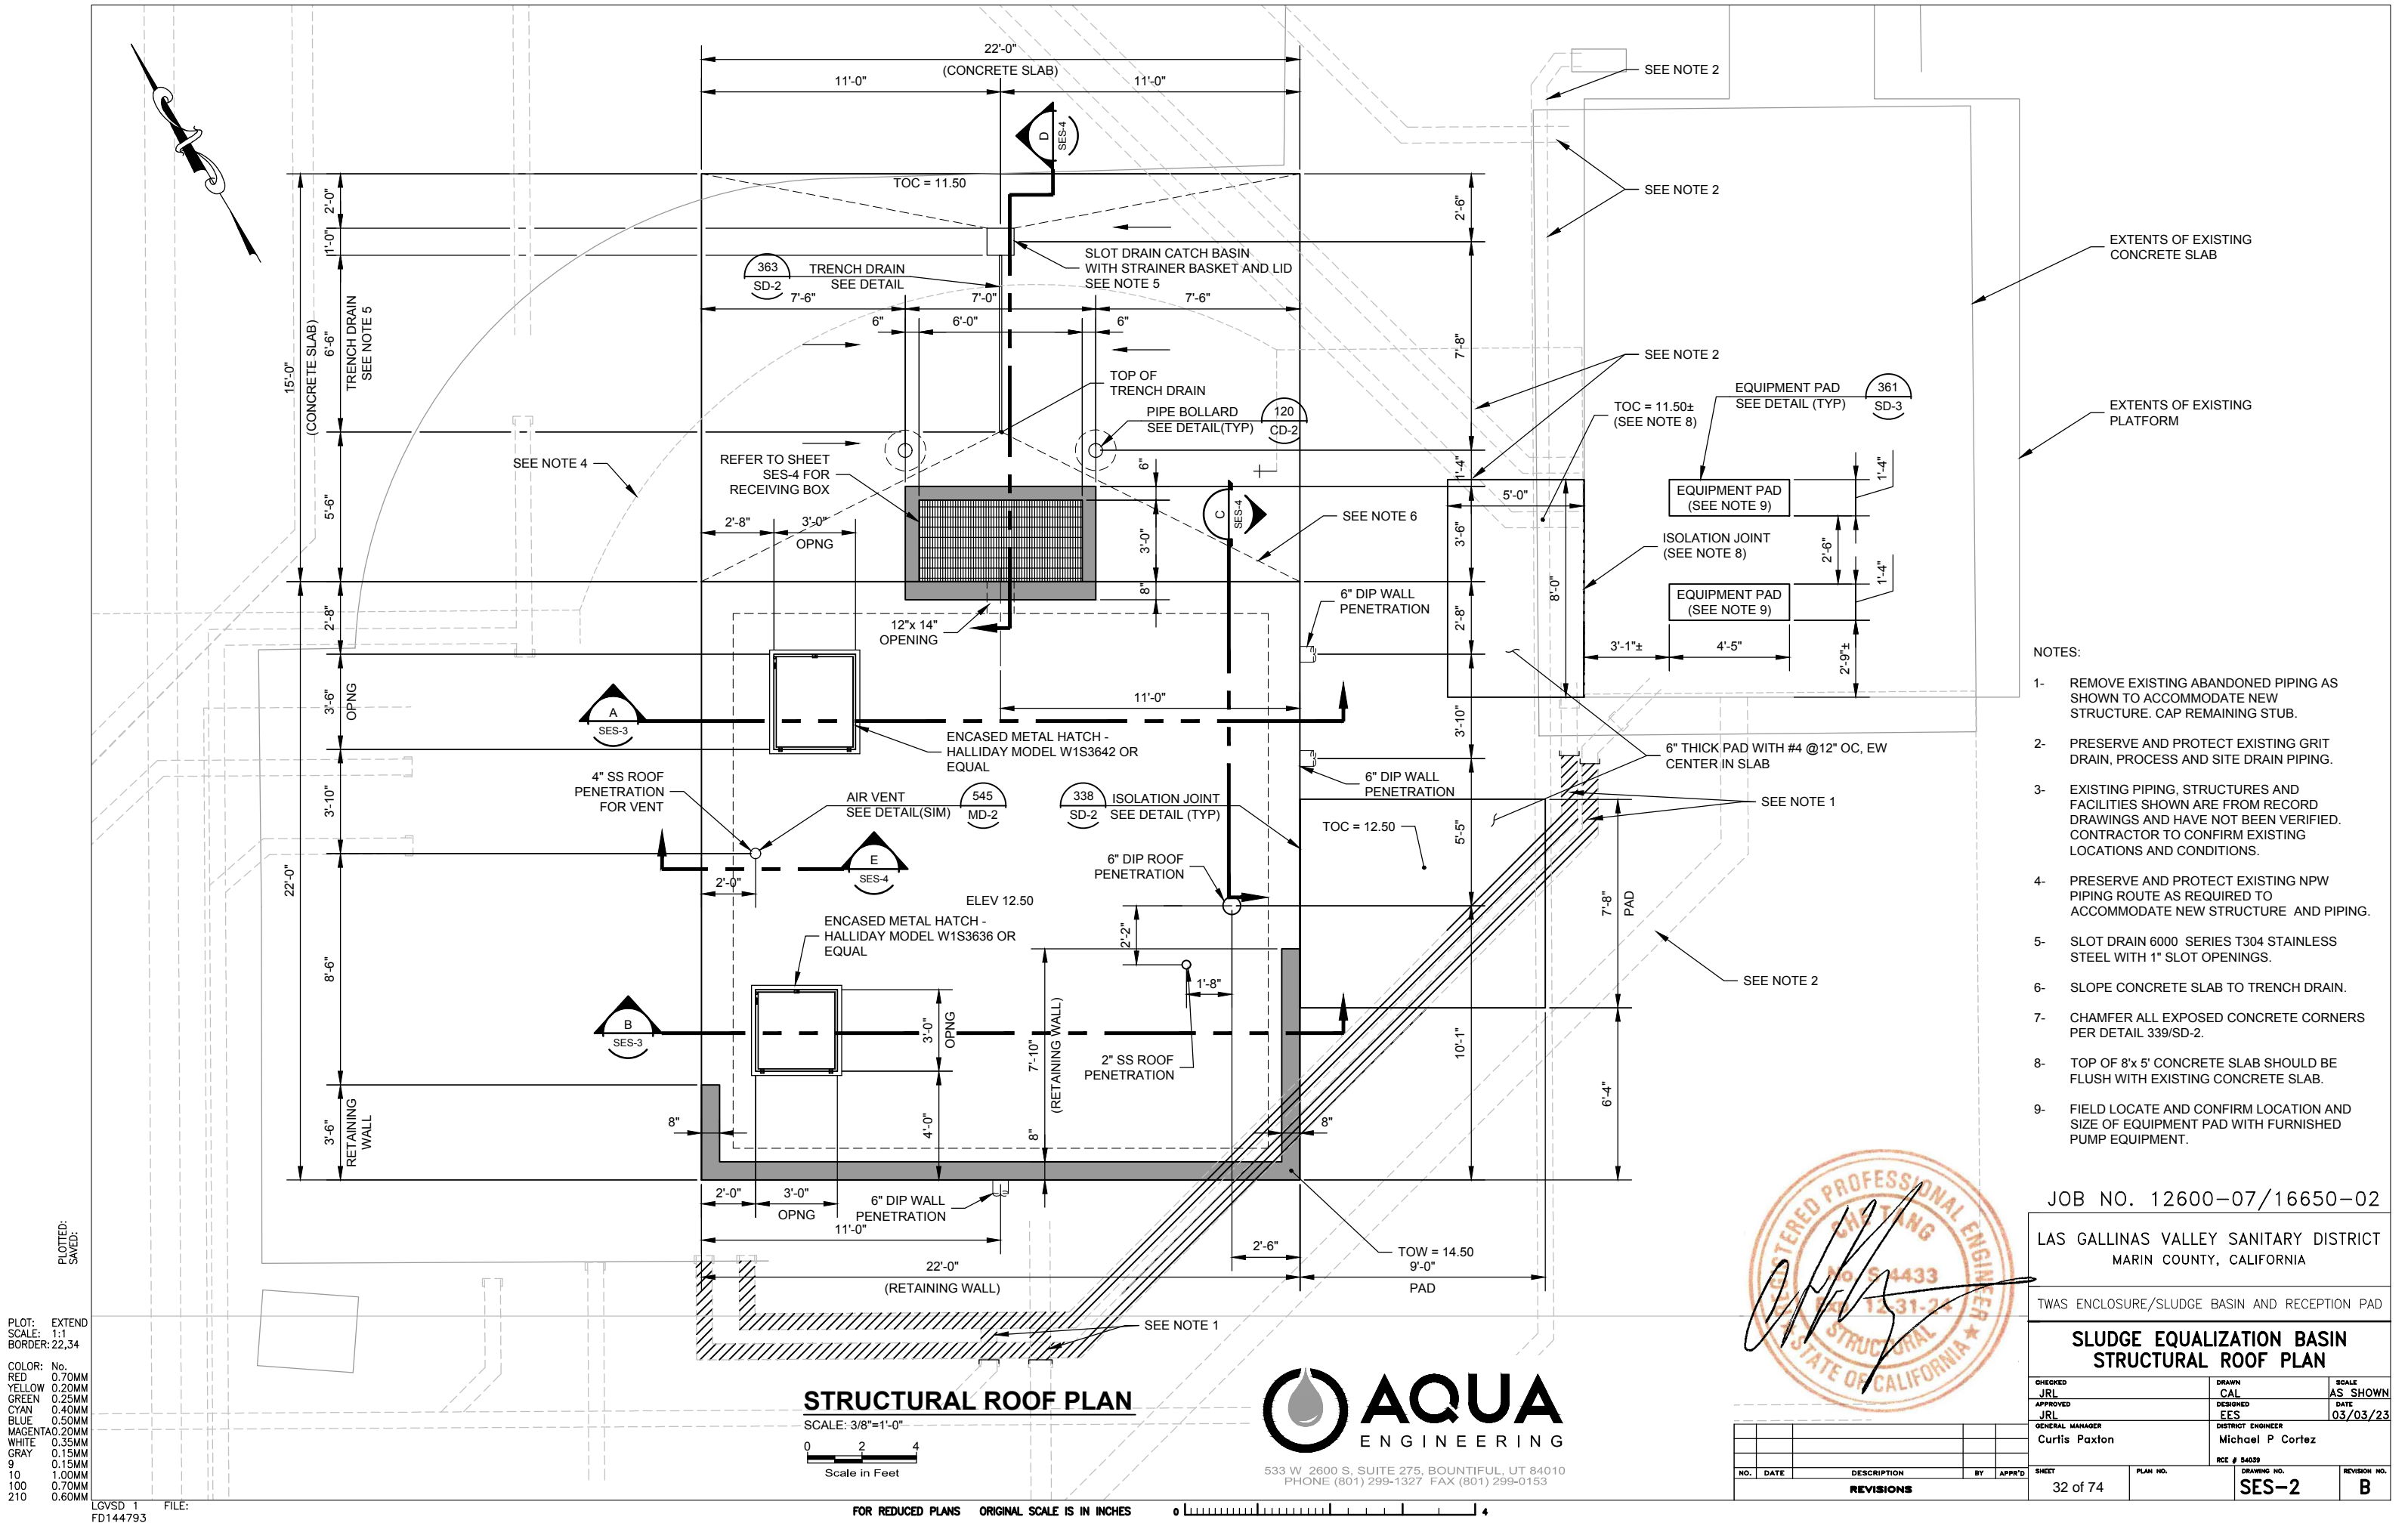 22'-0"
(CONCRETE SLAB)
11'-0"
11'-0"
D
SES-4
SEE NOTE 2
SEE NOTE 2
TOC = 11.50
2'-0"
1'-0"
6'-6"
TRENCH DRAIN
SEE NOTE 5
15'-0"
(CONCRETE SLAB)
5'-6"
2'-6"
7'-8"
1'-4"
3'-6"
363
SD-2
TRENCH DRAIN
SEE DETAIL
SLOT DRAIN CATCH BASIN
WITH STRAINER BASKET AND LID
SEE NOTE 5
7'-6"
7'-0"
7'-6"
6"
6'-0"
6"
EXTENTS OF EXISTING
CONCRETE SLAB
SEE NOTE 2
TOP OF
TRENCH DRAIN
PIPE BOLLARD
SEE DETAIL(TYP)
120
CD-2
EQUIPMENT PAD
SEE DETAIL (TYP)
361
SD-3
TOC = 11.50±
(SEE NOTE 8)
EXTENTS OF EXISTING
PLATFORM
SEE NOTE 4
REFER TO SHEET
SES-4 FOR
RECEIVING BOX
6"
3'-0"
8"
2'-8"
3'-0"
OPNG
C
SES-4
SEE NOTE 6
5'-0"
8'-0"
EQUIPMENT PAD
(SEE NOTE 9)
1'-4"
ISOLATION JOINT
(SEE NOTE 8)
2'-6"
1'-4"
EQUIPMENT PAD
(SEE NOTE 9)
3'-1"±
4'-5"
2'-9"±
2'-8"
12"x 14"
OPENING
6" DIP WALL
PENETRATION
2'-8"
3'-6"
OPNG
A
SES-3
11'-0"
3'-10"
ENCASED METAL HATCH -
HALLIDAY MODEL W1S3642 OR
EQUAL
6" THICK PAD WITH #4 @12" OC, EW
CENTER IN SLAB
4" SS ROOF
PENETRATION
FOR VENT
3'-10"
AIR VENT
SEE DETAIL(SIM)
545
MD-2
338
SD-2
ISOLATION JOINT
SEE DETAIL (TYP)
6" DIP WALL
PENETRATION
SEE NOTE 1
TOC = 12.50
5'-5"
22'-0"
E
SES-4
2'-0"
6" DIP ROOF
PENETRATION
7'-8"
PAD
ELEV 12.50
ENCASED METAL HATCH -
HALLIDAY MODEL W1S3636 OR
EQUAL
2'-2"
1'-8"
SEE NOTE 2
8'-6"
B
SES-3
3'-0"
OPNG
7'-10"
(RETAINING WALL)
2" SS ROOF
PENETRATION
10'-1"
6'-4"
3'-6"
RETAINING
WALL
8"
4'-0"
8"
8"
2'-0"
3'-0"
OPNG
6" DIP WALL
PENETRATION
11'-0"
2'-6"
TOW = 14.50
22'-0"
(RETAINING WALL)
9'-0"
PAD
SEE NOTE 1
NOTES:
1- REMOVE EXISTING ABANDONED PIPING AS
SHOWN TO ACCOMMODATE NEW
STRUCTURE. CAP REMAINING STUB.
2- PRESERVE AND PROTECT EXISTING GRIT
DRAIN, PROCESS AND SITE DRAIN PIPING.
3- EXISTING PIPING, STRUCTURES AND
FACILITIES SHOWN ARE FROM RECORD
DRAWINGS AND HAVE NOT BEEN VERIFIED.
CONTRACTOR TO CONFIRM EXISTING
LOCATIONS AND CONDITIONS.
4- PRESERVE AND PROTECT EXISTING NPW
PIPING ROUTE AS REQUIRED TO
ACCOMMODATE NEW STRUCTURE AND PIPING.
5- SLOT DRAIN 6000 SERIES T304 STAINLESS
STEEL WITH 1" SLOT OPENINGS.
6- SLOPE CONCRETE SLAB TO TRENCH DRAIN.
7- CHAMFER ALL EXPOSED CONCRETE CORNERS
PER DETAIL 339/SD-2.
8- TOP OF 8'x 5' CONCRETE SLAB SHOULD BE
FLUSH WITH EXISTING CONCRETE SLAB.
9- FIELD LOCATE AND CONFIRM LOCATION AND
SIZE OF EQUIPMENT PAD WITH FURNISHED
PUMP EQUIPMENT.
REGISTERED PROFESSIONAL ENGINEER
CHE TANG
No. S 4433
Exp. 12-31-24
STRUCTURAL
STATE OF CALIFORNIA
JOB NO. 12600-07/16650-02
LAS GALLINAS VALLEY SANITARY DISTRICT
MARIN COUNTY, CALIFORNIA
TWAS ENCLOSURE/SLUDGE BASIN AND RECEPTION PAD
SLUDGE EQUALIZATION BASIN
STRUCTURAL ROOF PLAN
CHECKED
JRL
DRAWN
CAL
SCALE
AS SHOWN
APPROVED
JRL
DESIGNED
EES
DATE
03/03/23
GENERAL MANAGER
Curtis Paxton
DISTRICT ENGINEER
Michael P Cortez
RCE # 54039
SHEET
32 of 74
PLAN NO.
DRAWING NO.
SES-2
REVISION NO.
B
NO. DATE DESCRIPTION BY APPR'D
REVISIONS
STRUCTURAL ROOF PLAN
SCALE: 3/8"=1'-0"
0 2 4
Scale in Feet
AQUA
ENGINEERING
533 W 2600 S, SUITE 275, BOUNTIFUL, UT 84010
PHONE (801) 299-1327 FAX (801) 299-0153
FOR REDUCED PLANS ORIGINAL SCALE IS IN INCHES 0 4
PLOTTED:
SAVED:
PLOT: EXTEND
SCALE: 1:1
BORDER: 22,34
COLOR: No.
RED 0.70MM
YELLOW 0.20MM
GREEN 0.25MM
CYAN 0.40MM
BLUE 0.50MM
MAGENTA0.20MM
WHITE 0.35MM
GRAY 0.15MM
9 0.15MM
10 1.00MM
100 0.70MM
210 0.60MM
LGVSD_1 FILE:
FD144793